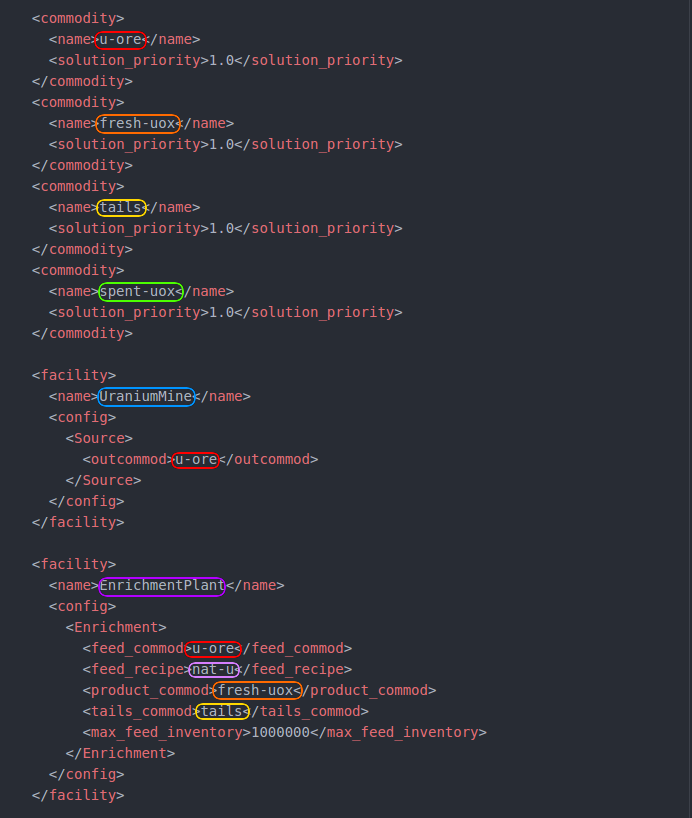 <commodity>
<name>u-ore</name>
<solution_priority>1.0</solution_priority>
</commodity>
<commodity>
<name>fresh-uox</name>
<solution_priority>1.0</solution_priority>
</commodity>
<commodity>
<name>tails</name>
<solution_priority>1.0</solution_priority>
</commodity>
<commodity>
<name>spent-uox</name>
<solution_priority>1.0</solution_priority>
</commodity>
<facility>
<name>UraniumMine</name>
<config>
<Source>
<outcommod>u-ore</outcommod>
</Source>
</config>
</facility>
<facility>
<name>EnrichmentPlant</name>
<config>
<Enrichment>
<feed_commod>u-ore</feed_commod>
<feed_recipe>nat-u</feed_recipe>
<product_commod>fresh-uox</product_commod>
<tails_commod>tails</tails_commod>
<max_feed_inventory>1000000</max_feed_inventory>
</Enrichment>
</config>
</facility>